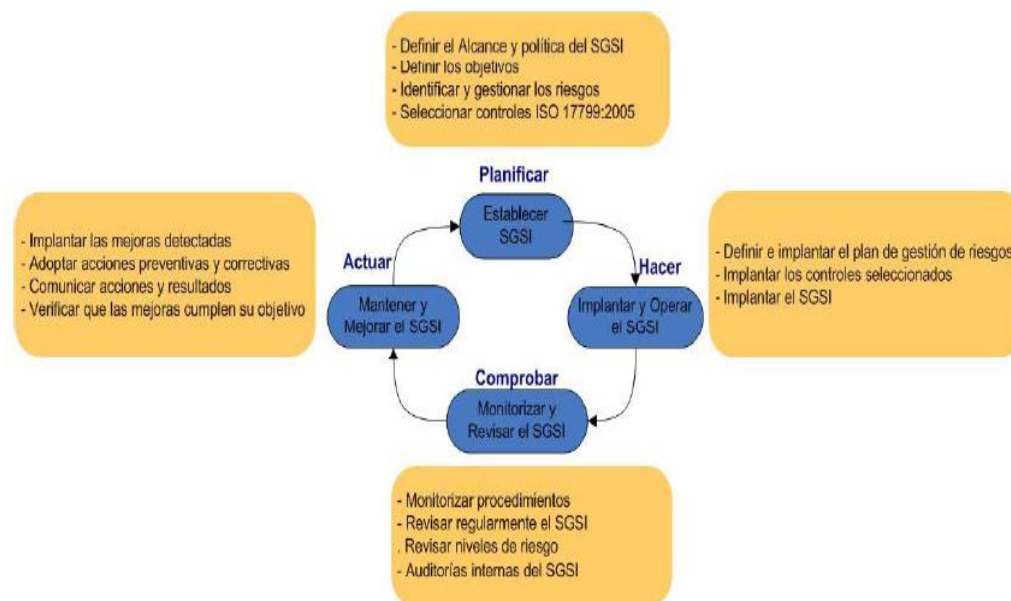 - Definir el Alcance y política del SGSI
- Definir los objetivos
- Identificar y gestionar los riesgos
- Seleccionar controles ISO 17799:2005
Planificar
Establecer
SGSI
- Implantar las mejoras detectadas
- Adoptar acciones preventivas y correctivas
- Comunicar acciones y resultados
- Verificar que las mejoras cumplen su objetivo
Actuar
Mantener y
Mejorar el SGSI
Hacer
Implantar y Operar
el SGSI
- Definir e implantar el plan de gestión de riesgos
- Implantar los controles seleccionados
- Implantar el SGSI
Comprobar
Monitorizar y
Revisar el SGSI
- Monitorizar procedimientos
- Revisar regularmente el SGSI
. Revisar niveles de riesgo
- Auditorías internas del SGSI